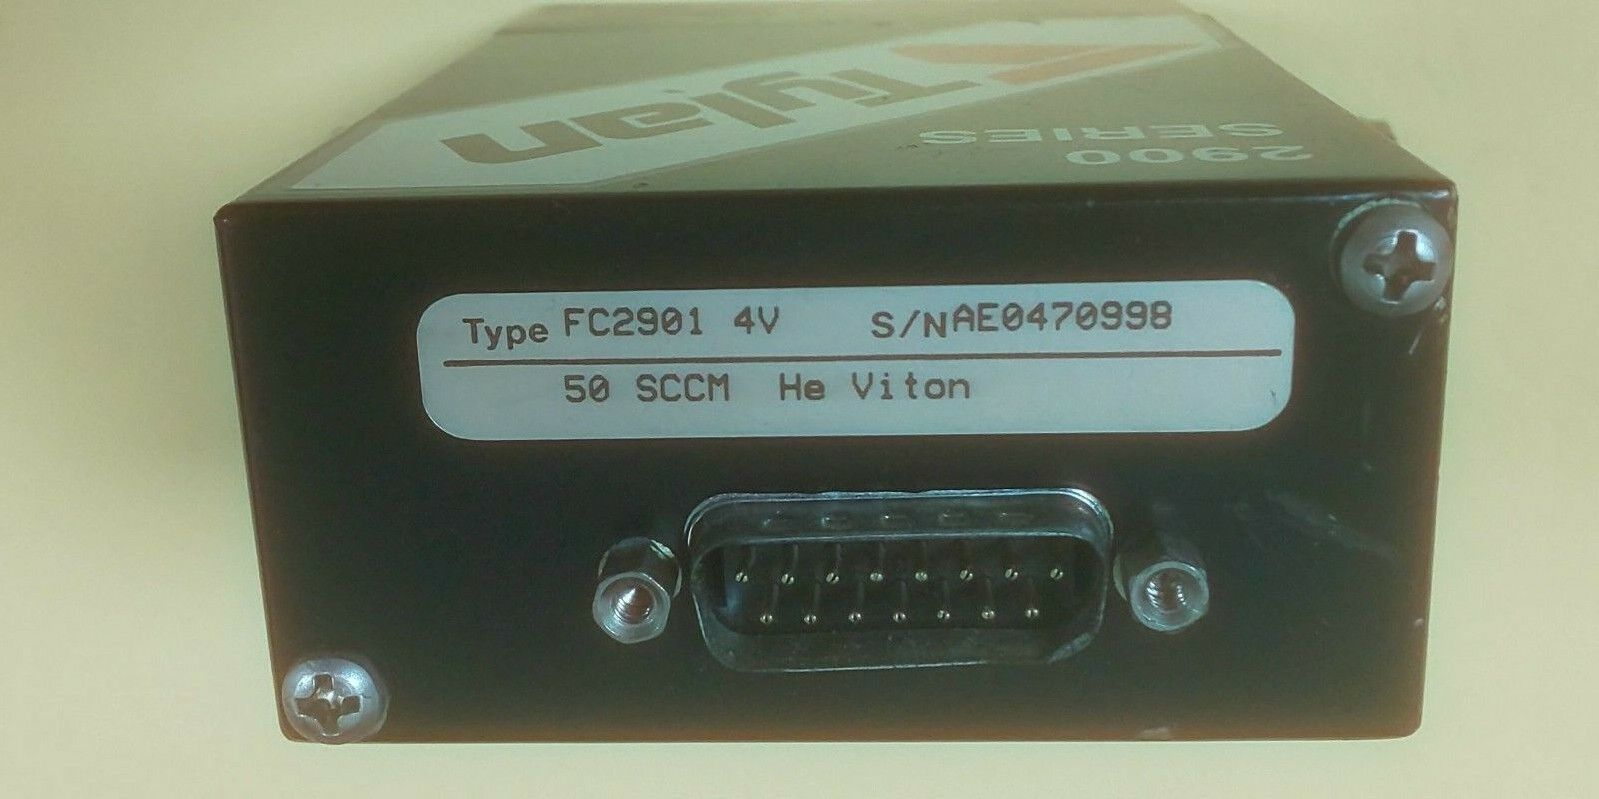 Tylan
2900
SERIES
Type FC2901 4V S/N AE0470998
50 SCCM He Viton